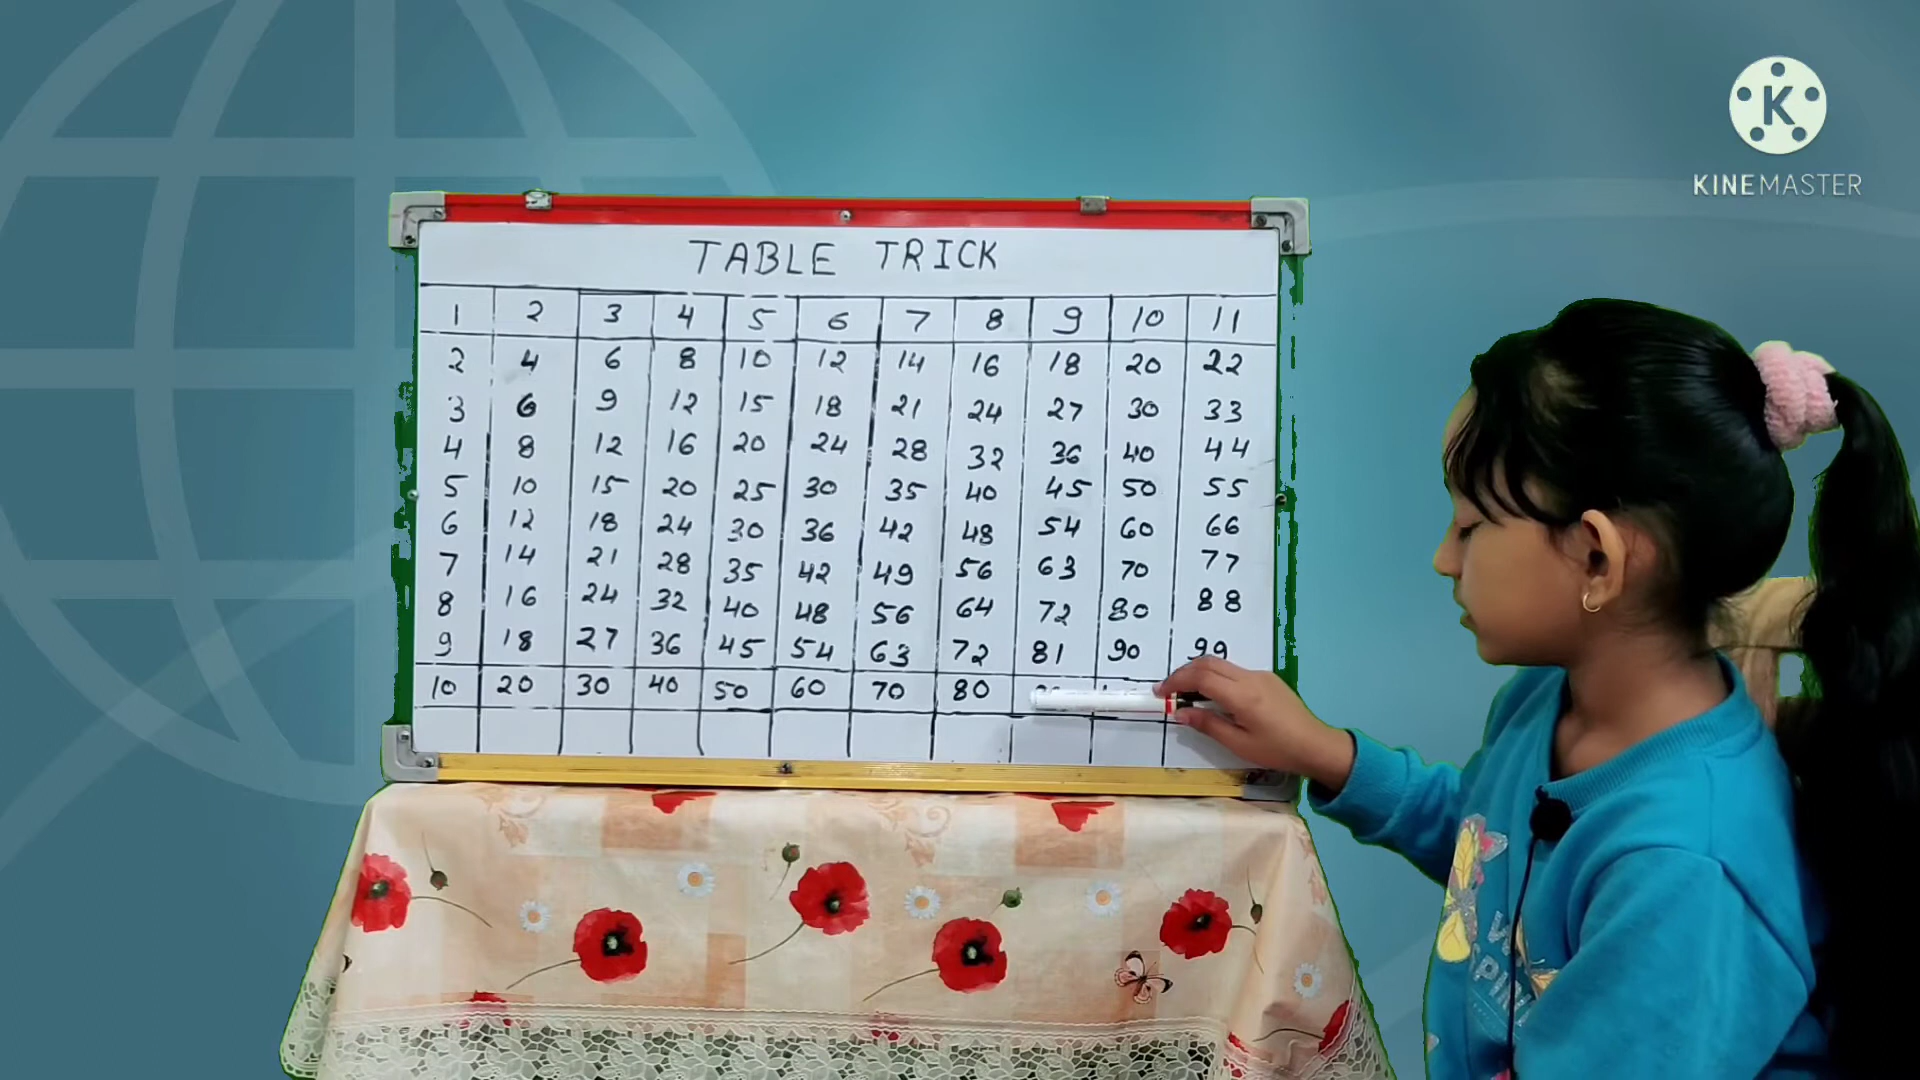 KINEMASTER
TABLE TRICK
1 2 3 4 5 6 7 8 9 10 11
2 4 6 8 10 12 14 16 18 20 22
3 6 9 12 15 18 21 24 27 30 33
4 8 12 16 20 24 28 32 36 40 44
5 10 15 20 25 30 35 40 45 50 55
6 12 18 24 30 36 42 48 54 60 66
7 14 21 28 35 42 49 56 63 70 77
8 16 24 32 40 48 56 64 72 80 88
9 18 27 36 45 54 63 72 81 90 99
10 20 30 40 50 60 70 80